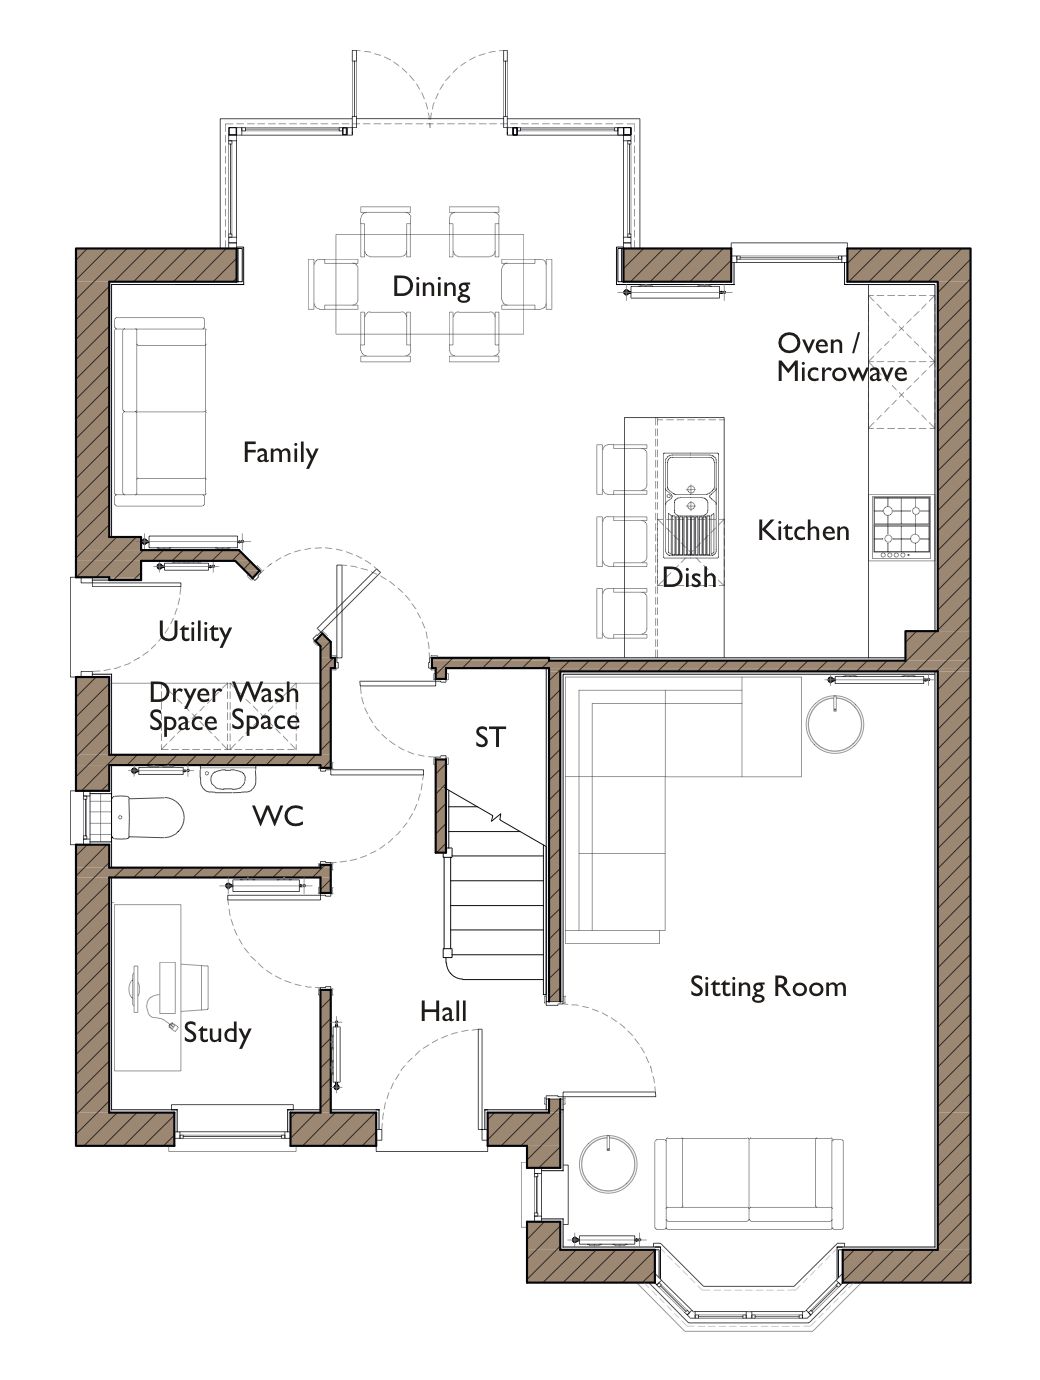 Dining
Oven /
Microwave
Family
Kitchen
Dish
Utility
Dryer
Space
Wash
Space
ST
WC
Sitting Room
Hall
Study